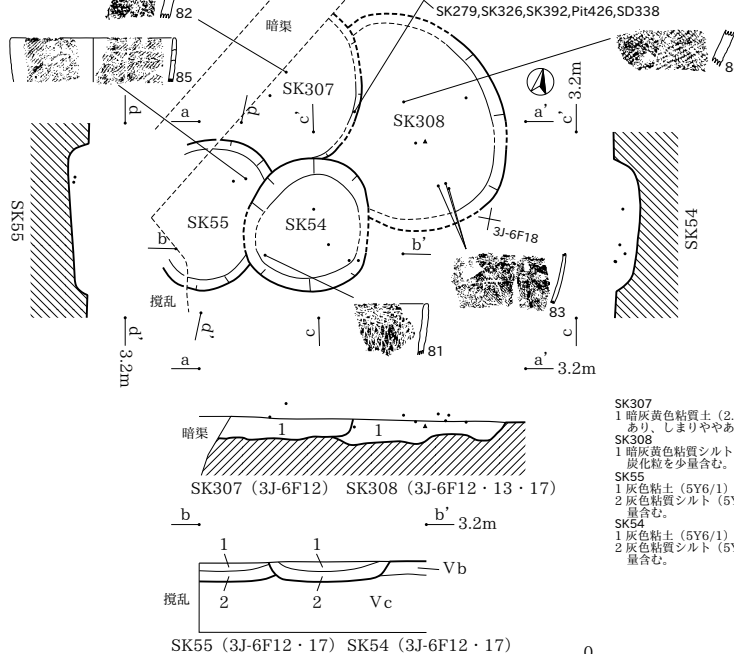 SK279,SK326,SK392,Pit426,SD338
82
暗渠
85
SK307
SK308
3.2m
d
a
d
c'
a'
c'
SK55
SK54
SK55
SK54
3J-6F18
b
b'
83
攪乱
81
d'
d'
c
c
3.2m
a
a'
3.2m
暗渠
1
1
SK307（3J-6F12）
SK308（3J-6F12・13・17）
b
b'
3.2m
1
1
Vb
攪乱
2
2
Vc
SK55（3J-6F12・17）
SK54（3J-6F12・17）
0
SK307
1 暗灰黄色粘質土（2.
あり、しまりややあ
SK308
1 暗灰黄色粘質シルト
炭化粒を少量含む。
SK55
1 灰色粘土（5Y6/1）
2 灰色粘質シルト（5Y
量含む。
SK54
1 灰色粘土（5Y6/1）
2 灰色粘質シルト（5Y
量含む。